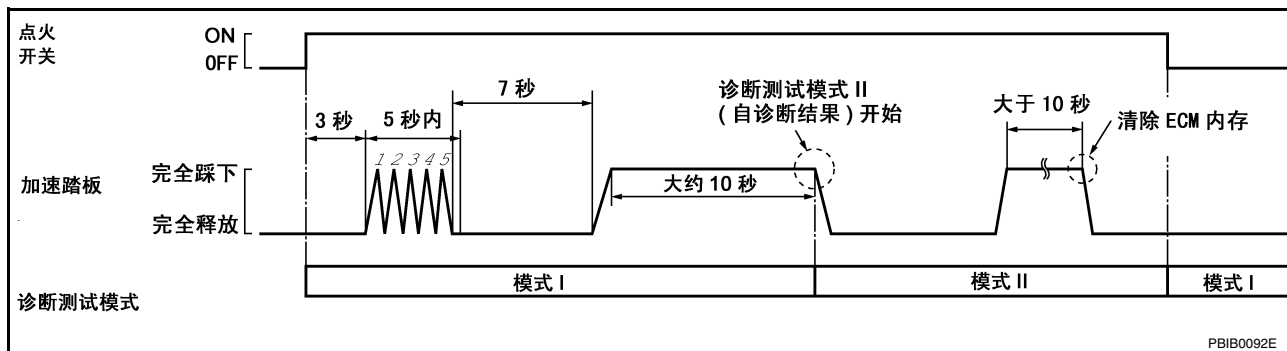 点火
开关
ON
OFF
3 秒
5 秒内
7 秒
1 2 3 4 5
诊断测试模式 II
( 自诊断结果 ) 开始
大于 10 秒
清除 ECM 内存
加速踏板
完全踩下
完全释放
大约 10 秒
诊断测试模式
模式 I
模式 II
模式 I
PBIB0092E